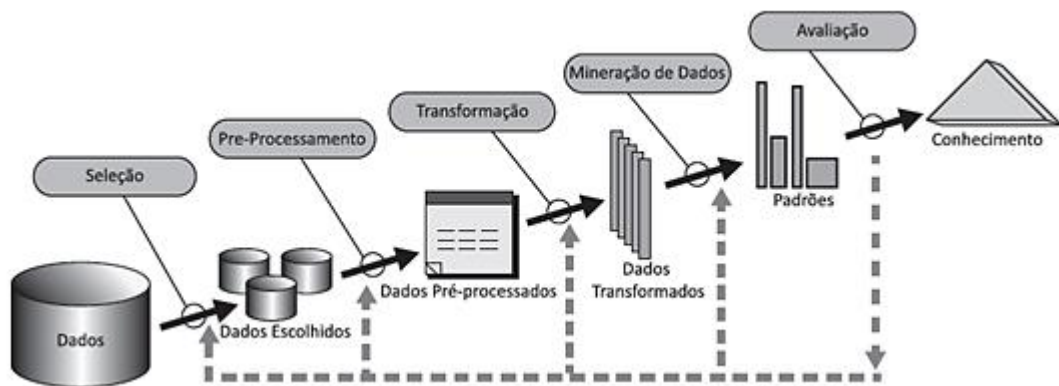 Avaliação
Mineração de Dados
Transformação
Pre-Processamento
Seleção
Conhecimento
Padrões
Dados
Transformados
Dados Pré-processados
Dados Escolhidos
Dados